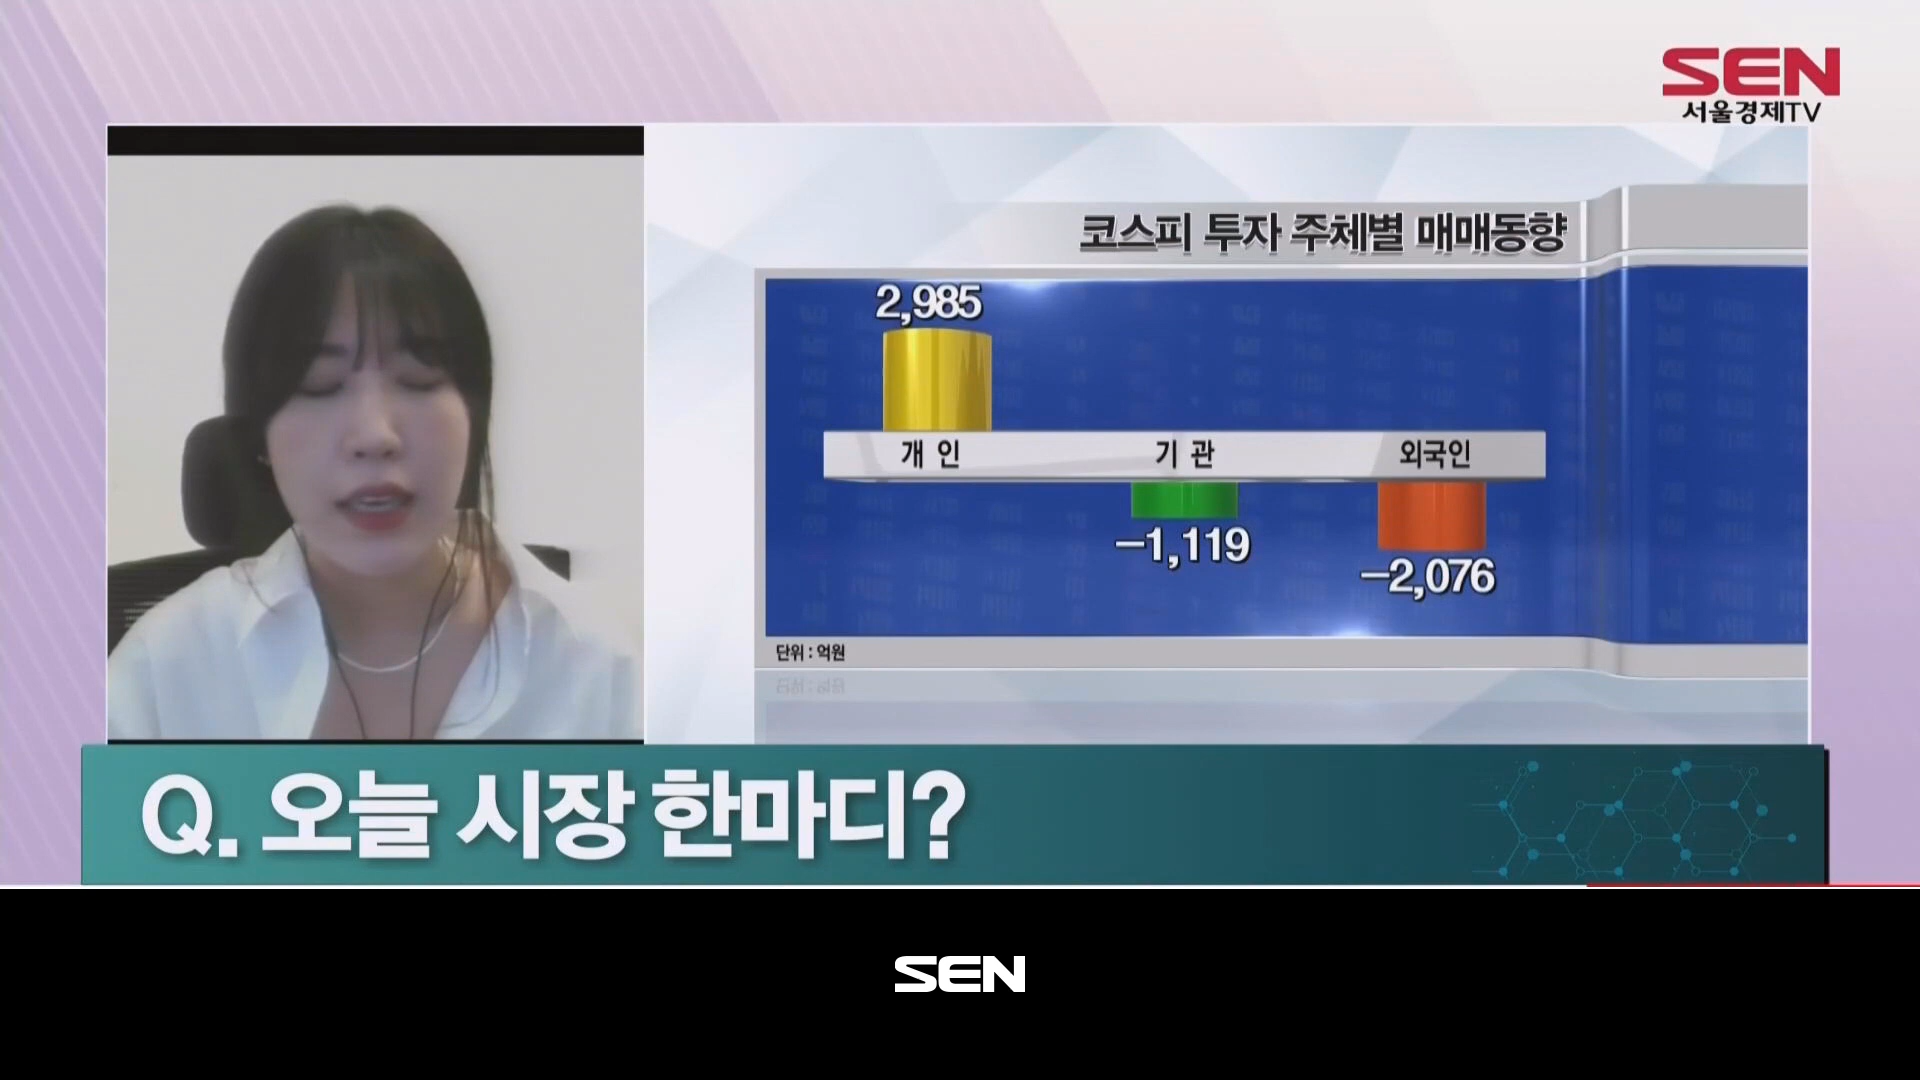 SEN
서울경제TV
코스피 투자 주체별 매매동향
2,985
개인 기관 외국인
-1,119
-2,076
단위 : 억원
Q. 오늘 시장 한마디?
SEN